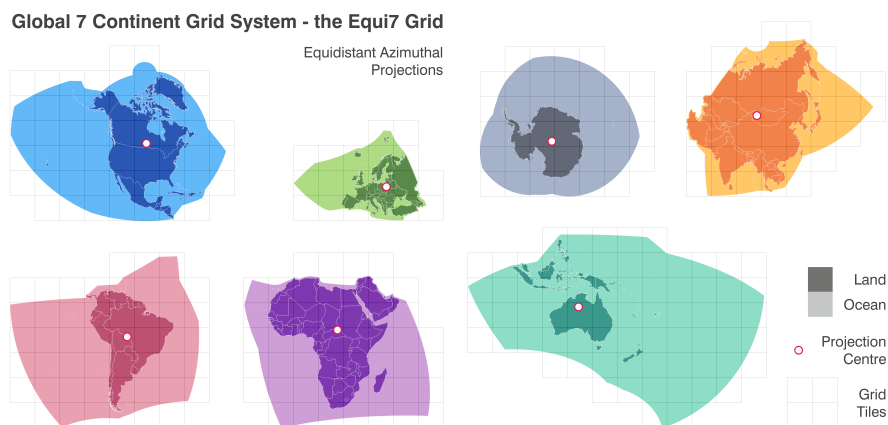 Global 7 Continent Grid System - the Equi7 Grid
Equidistant Azimuthal
Projections
Land
Ocean
Projection
Centre
Grid
Tiles